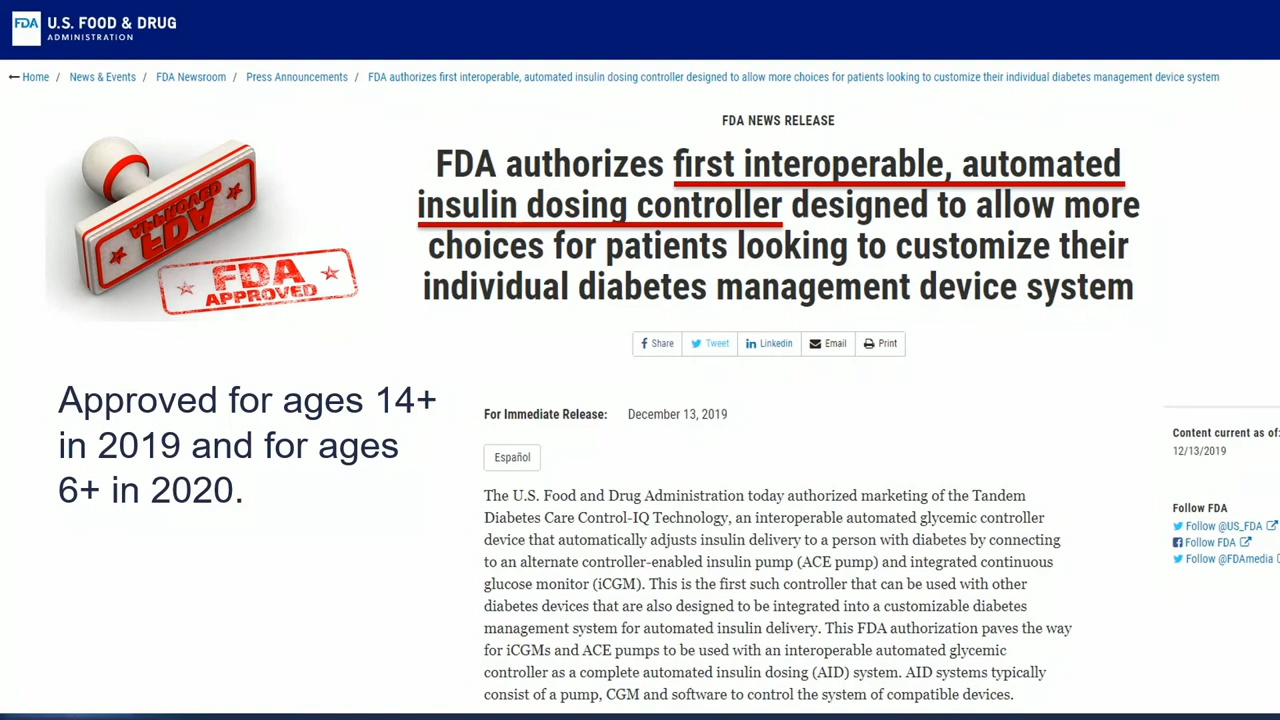 FDA U.S. FOOD & DRUG
ADMINISTRATION
Home / News & Events / FDA Newsroom / Press Announcements / FDA authorizes first interoperable, automated insulin dosing controller designed to allow more choices for patients looking to customize their individual diabetes management device system
FDA NEWS RELEASE
FDA authorizes first interoperable, automated
insulin dosing controller designed to allow more
choices for patients looking to customize their
individual diabetes management device system
APPROVED
FDA
FDA
APPROVED
Share Tweet Linkedin Email Print
Approved for ages 14+
in 2019 and for ages
6+ in 2020.
For Immediate Release: December 13, 2019
Español
The U.S. Food and Drug Administration today authorized marketing of the Tandem
Diabetes Care Control-IQ Technology, an interoperable automated glycemic controller
device that automatically adjusts insulin delivery to a person with diabetes by connecting
to an alternate controller-enabled insulin pump (ACE pump) and integrated continuous
glucose monitor (iCGM). This is the first such controller that can be used with other
diabetes devices that are also designed to be integrated into a customizable diabetes
management system for automated insulin delivery. This FDA authorization paves the way
for iCGMs and ACE pumps to be used with an interoperable automated glycemic
controller as a complete automated insulin dosing (AID) system. AID systems typically
consist of a pump, CGM and software to control the system of compatible devices.
Content current as of:
12/13/2019
Follow FDA
Follow @US_FDA
Follow FDA
Follow @FDAmedia